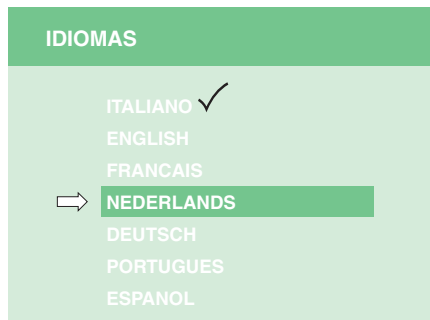 IDIOMAS
ITALIANO
ENGLISH
FRANCAIS
NEDERLANDS
DEUTSCH
PORTUGUES
ESPANOL